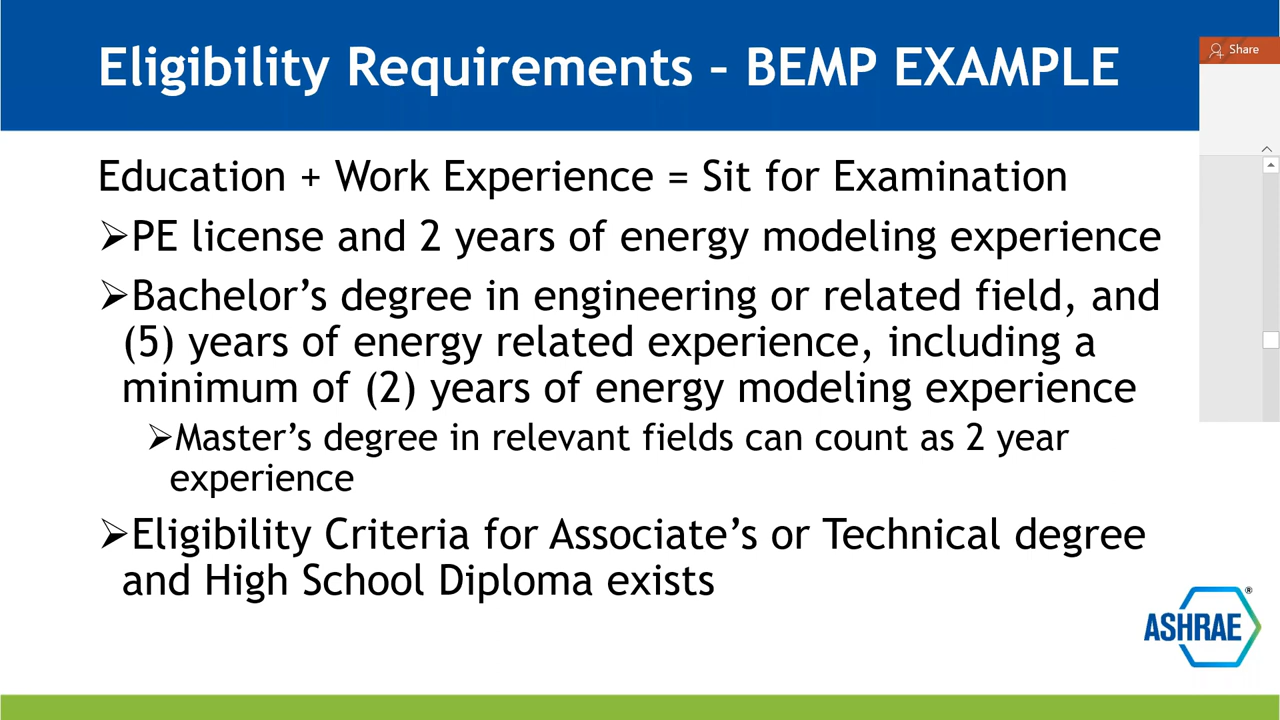 Eligibility Requirements – BEMP EXAMPLE
Share
Education + Work Experience = Sit for Examination
➢PE license and 2 years of energy modeling experience
➢Bachelor’s degree in engineering or related field, and
(5) years of energy related experience, including a
minimum of (2) years of energy modeling experience
➢Master’s degree in relevant fields can count as 2 year
experience
➢Eligibility Criteria for Associate’s or Technical degree
and High School Diploma exists
ASHRAE®